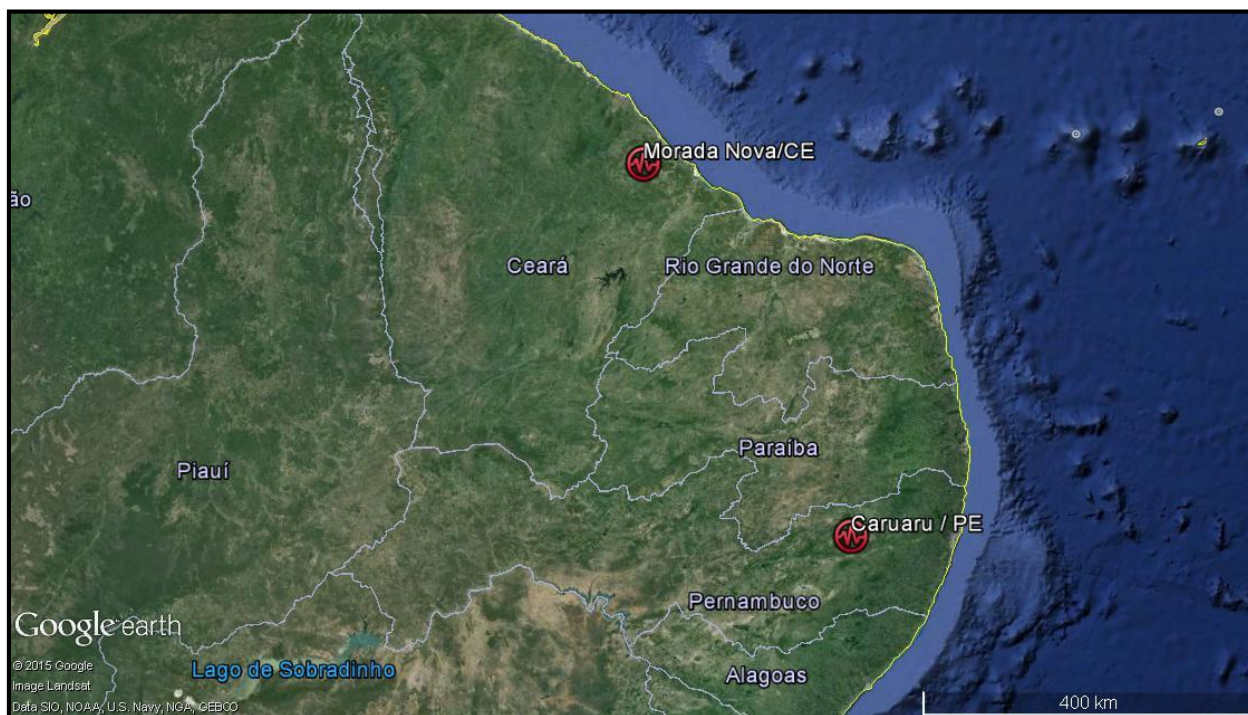 Morada Nova/CE
ão
Ceará
Rio Grande do Norte
Paraíba
Piauí
Caruaru / PE
Pernambuco
Google earth
Lago de Sobradinho
Alagoas
© 2015 Google
Image Landsat
Data SIO, NOAA, U.S. Navy, NGA, GEBCO
400 km